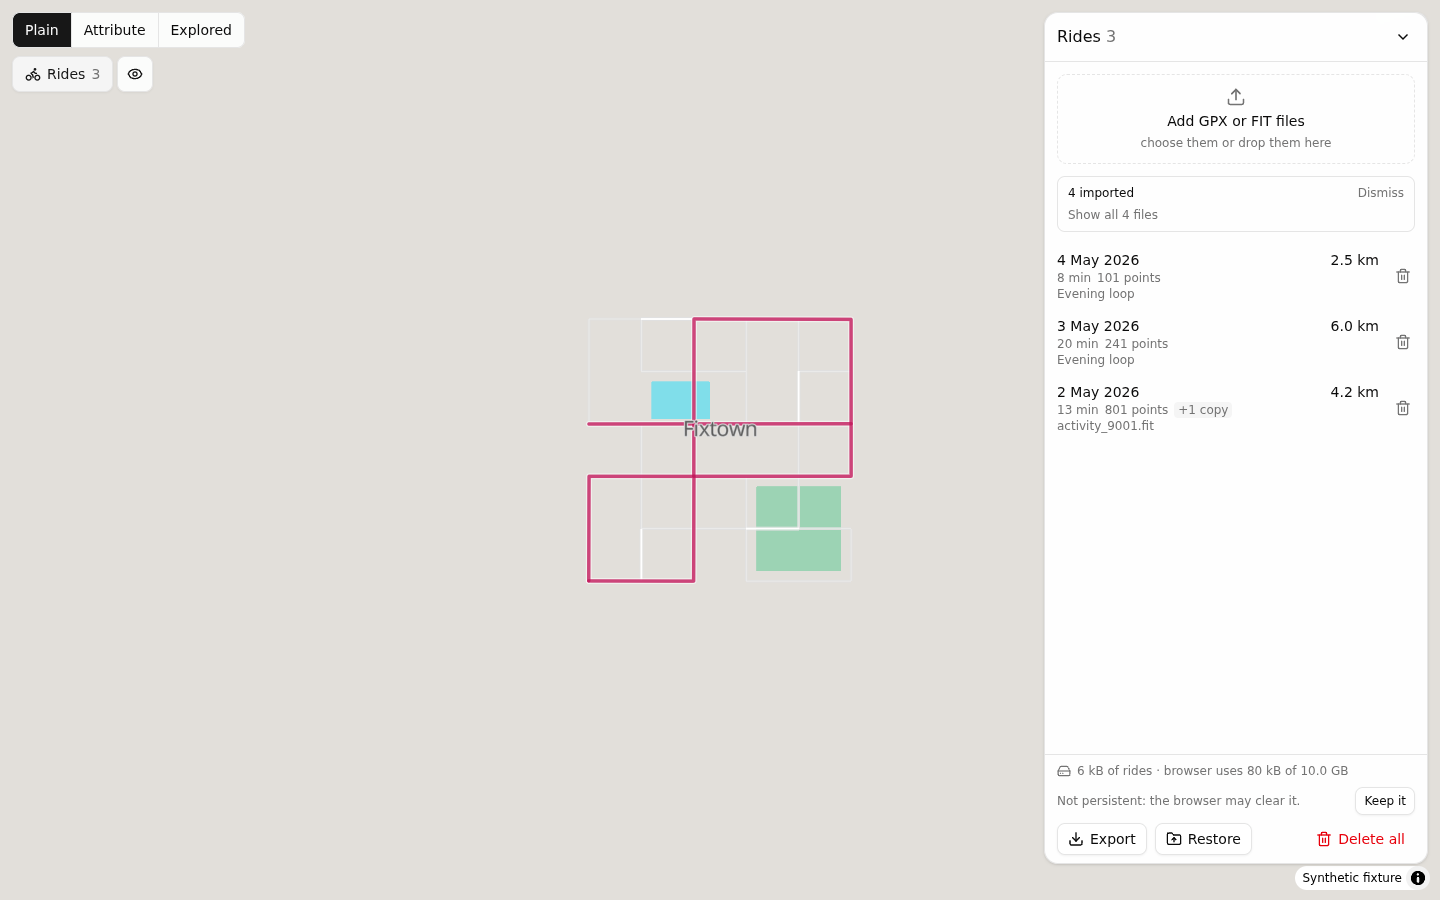 Plain Attribute Explored
Rides 3
Rides 3
Add GPX or FIT files
choose them or drop them here
4 imported Dismiss
Show all 4 files
4 May 2026 2.5 km
8 min 101 points
Evening loop
3 May 2026 6.0 km
20 min 241 points
Evening loop
2 May 2026 4.2 km
13 min 801 points +1 copy
activity_9001.fit
Fixtown
6 kB of rides · browser uses 80 kB of 10.0 GB
Not persistent: the browser may clear it. Keep it
Export Restore Delete all
Synthetic fixture